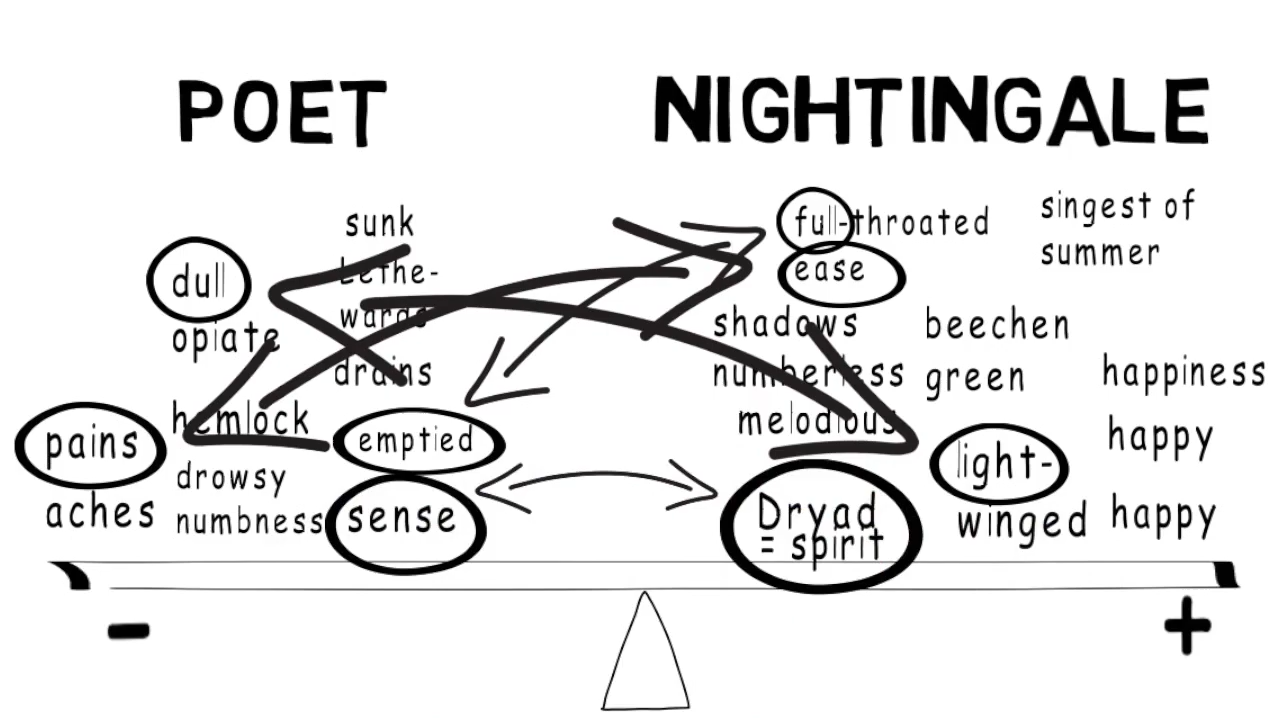 POET
NIGHTINGALE
sunk
Lethe-
wards
drains
emptied
sense
dull
opiate
hemlock
drowsy
numbness
pains
aches
full-throated
ease
shadows
numberless
melodious
Dryad
= spirit
singest of
summer
beechen
green
light-
winged
happiness
happy
happy
-
+